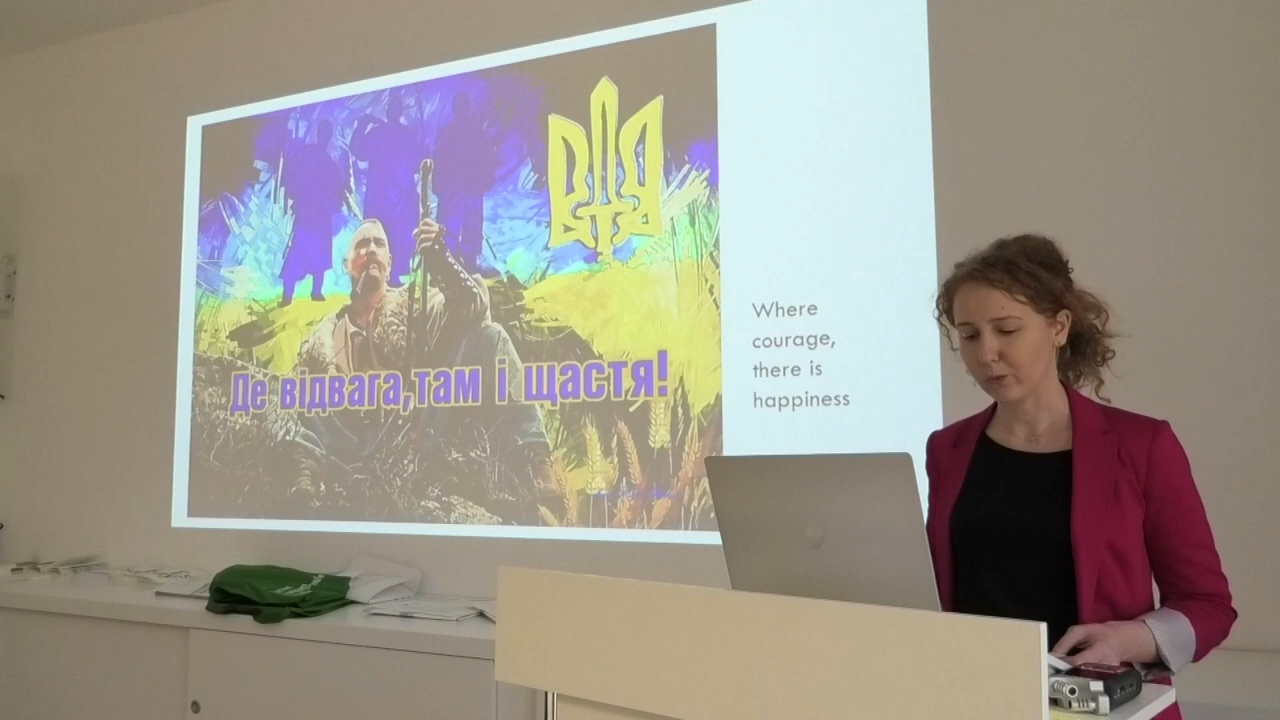 Де відвага,там і щастя!
Where
courage,
there is
happiness